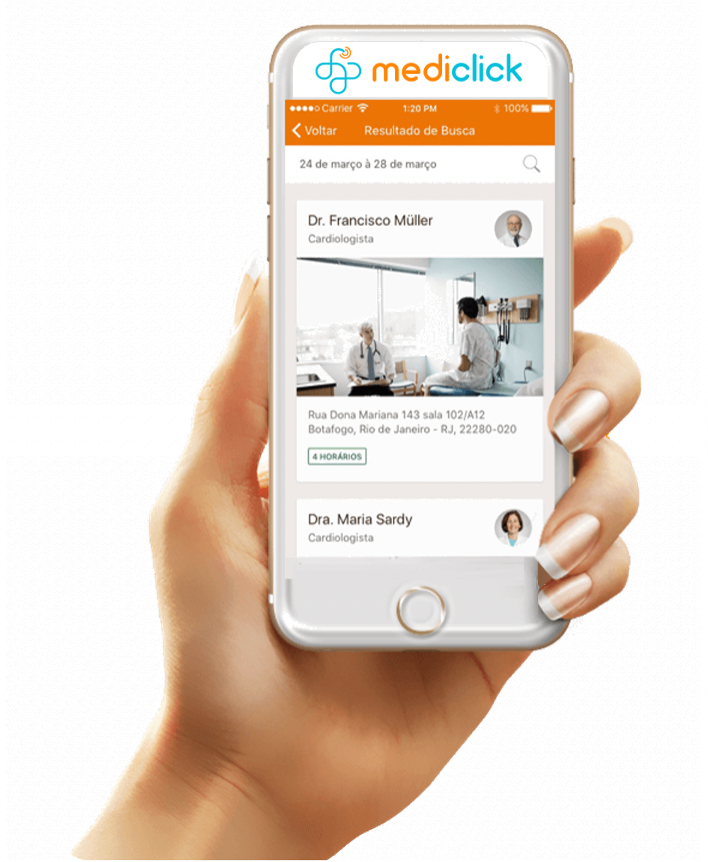 mediclick
Carrier 1:20 PM 100%
Voltar Resultado de Busca
24 de março à 28 de março
Dr. Francisco Müller
Cardiologista
Rua Dona Mariana 143 sala 102/A12
Botafogo, Rio de Janeiro - RJ, 22280-020
4 HORÁRIOS
Dra. Maria Sardy
Cardiologista